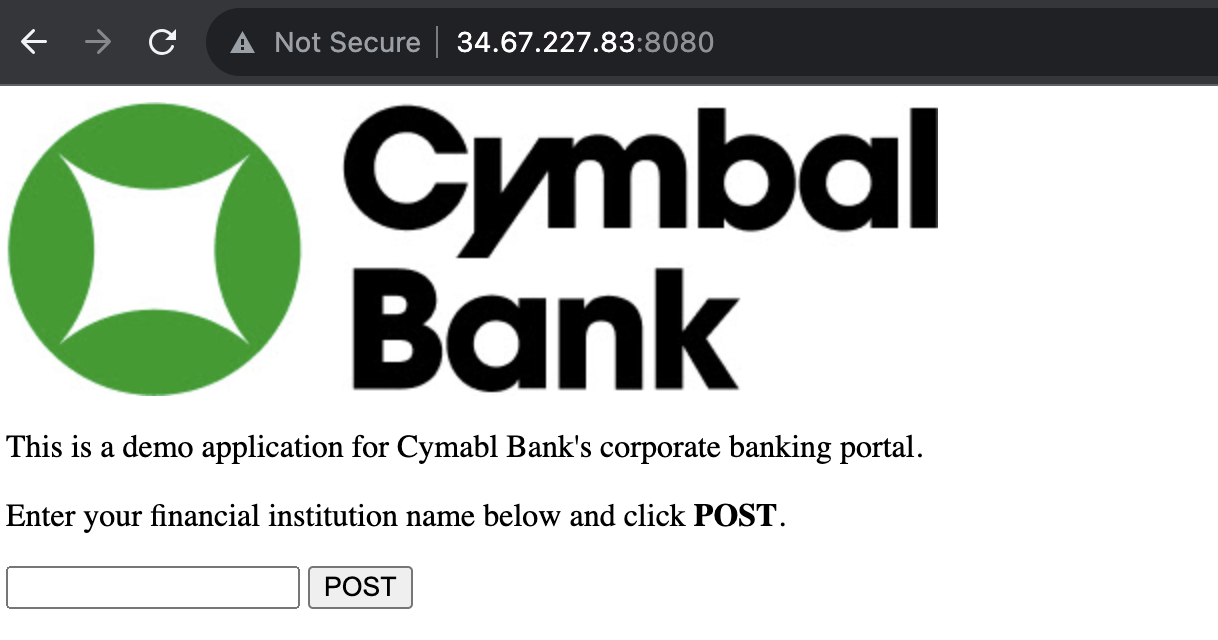 Not Secure 34.67.227.83:8080
Cymbal
Bank
This is a demo application for Cymabl Bank's corporate banking portal.
Enter your financial institution name below and click POST.
POST